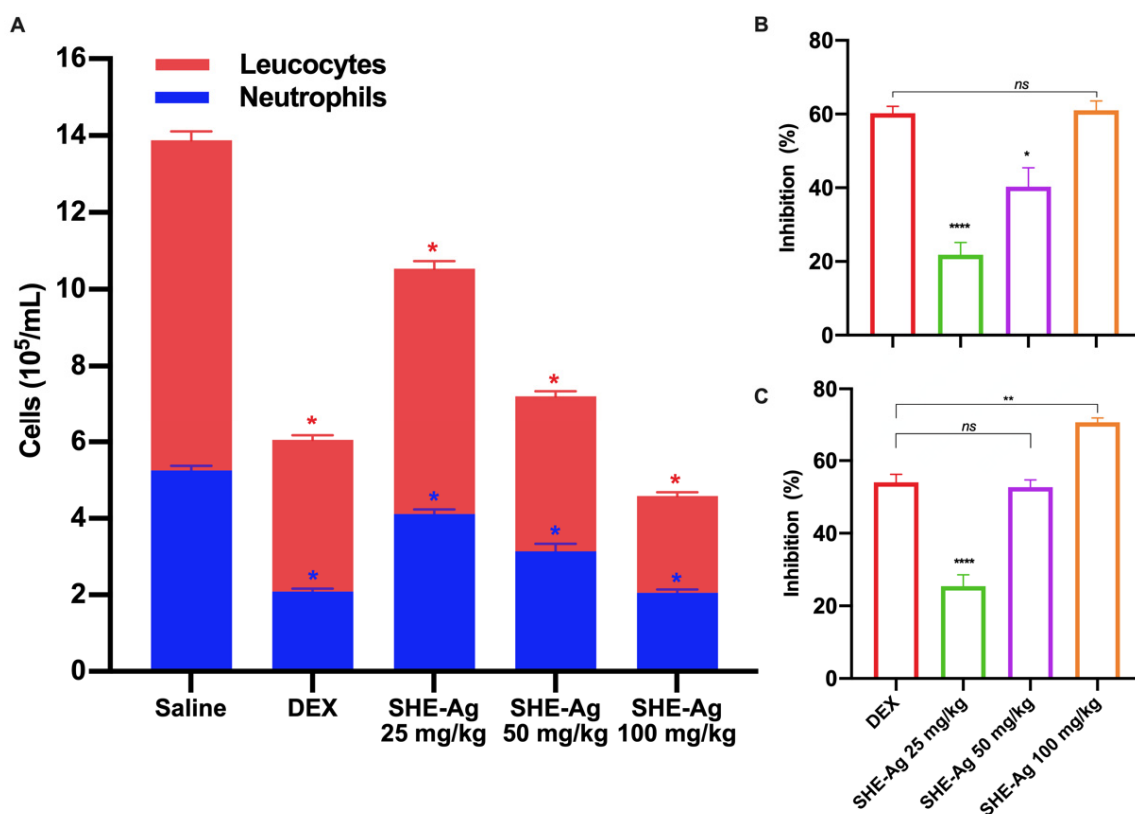 A
16
14
12
10
8
6
4
2
0
Cells (10⁵/mL)
Leucocytes
Neutrophils
*
*
*
*
*
*
*
*
Saline
DEX
SHE-Ag
25 mg/kg
SHE-Ag
50 mg/kg
SHE-Ag
100 mg/kg
B
80
60
40
20
0
Inhibition (%)
ns
****
*
C
80
60
40
20
0
Inhibition (%)
**
ns
****
DEX
SHE-Ag 25 mg/kg
SHE-Ag 50 mg/kg
SHE-Ag 100 mg/kg